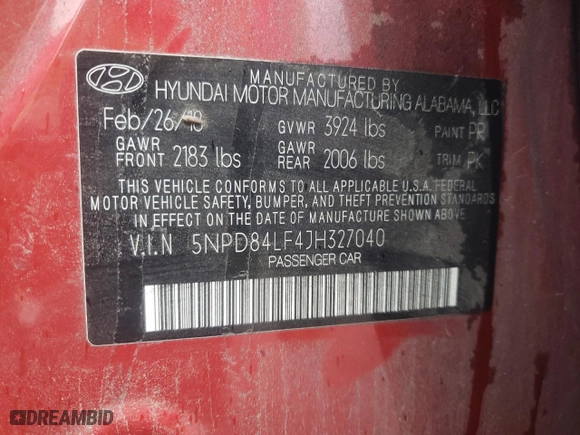 MANUFACTURED BY
HYUNDAI MOTOR MANUFACTURING ALABAMA, LLC
Feb/26/18 GVWR 3924 lbs PAINT PR
GAWR FRONT 2183 lbs GAWR REAR 2006 lbs TRIM PK
THIS VEHICLE CONFORMS TO ALL APPLICABLE U.S.A. FEDERAL
MOTOR VEHICLE SAFETY, BUMPER, AND THEFT PREVENTION STANDARDS
IN EFFECT ON THE DATE OF MANUFACTURE SHOWN ABOVE.
V.I.N 5NPD84LF4JH327040
PASSENGER CAR
DREAMBID